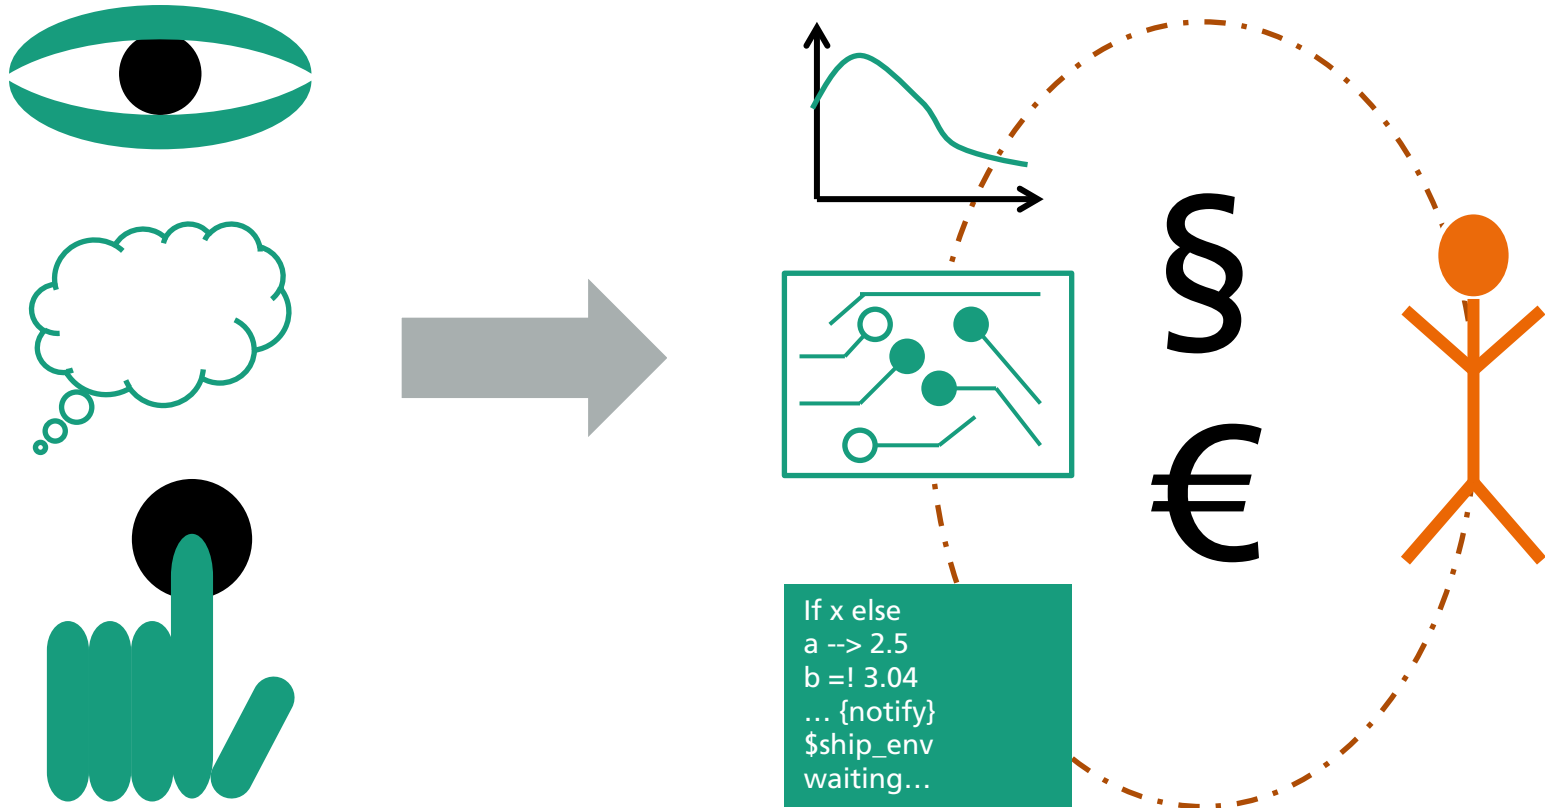 §
€
If x else
a --> 2.5
b =! 3.04
… {notify}
$ship_env
waiting…